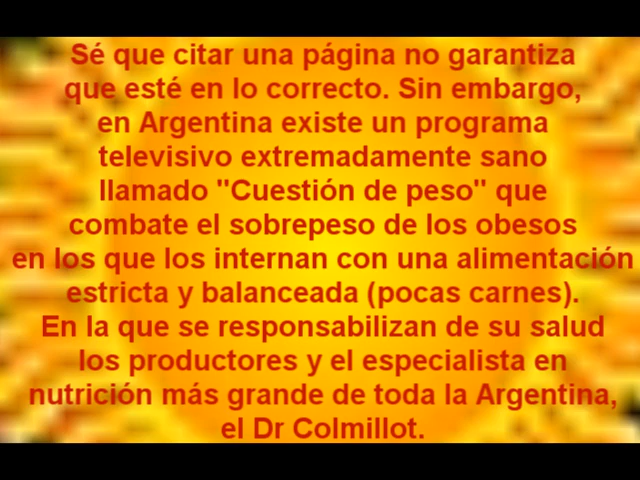 Sé que citar una página no garantiza
que esté en lo correcto. Sin embargo,
en Argentina existe un programa
televisivo extremadamente sano
llamado "Cuestión de peso" que
combate el sobrepeso de los obesos
en los que los internan con una alimentación
estricta y balanceada (pocas carnes).
En la que se responsabilizan de su salud
los productores y el especialista en
nutrición más grande de toda la Argentina,
el Dr Colmillot.